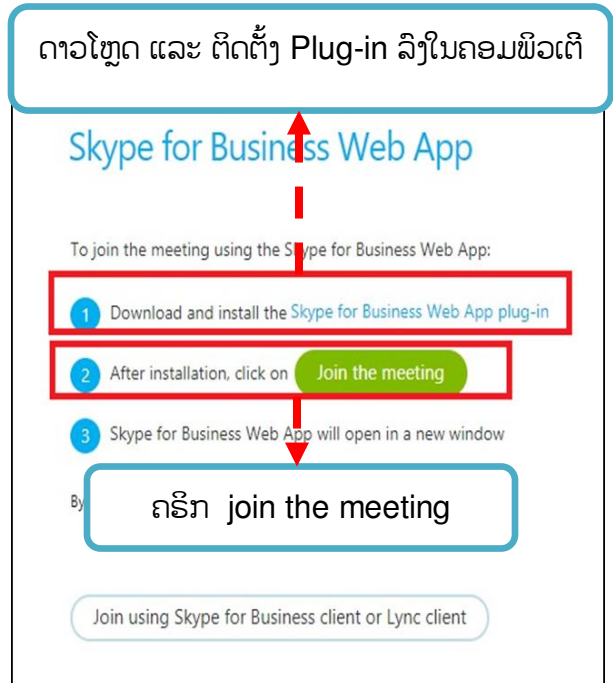 ດາວໂຫຼດ ແລະ ຕິດຕັ້ງ Plug-in ລົງໃນຄອມພິວເຕີ
Skype for Business Web App
To join the meeting using the Skype for Business Web App:
1 Download and install the Skype for Business Web App plug-in
2 After installation, click on Join the meeting
3 Skype for Business Web App will open in a new window
By
ຄຣິກ join the meeting
Join using Skype for Business client or Lync client